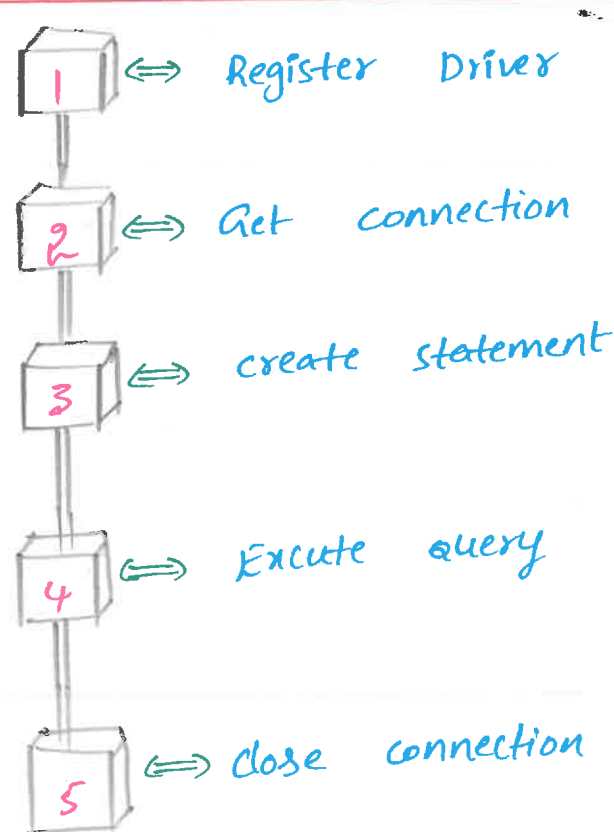 1 ⇔ Register Driver
2 ⇔ Get connection
3 ⇔ create statement
4 ⇔ Excute query
5 ⇔ close connection